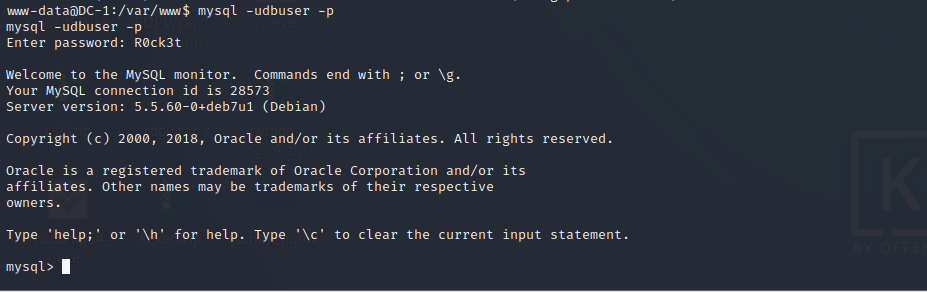 www-data@DC-1:/var/www$ mysql -udbuser -p
mysql -udbuser -p
Enter password: R0ck3t
Welcome to the MySQL monitor.  Commands end with ; or \g.
Your MySQL connection id is 28573
Server version: 5.5.60-0+deb7u1 (Debian)
Copyright (c) 2000, 2018, Oracle and/or its affiliates. All rights reserved.
Oracle is a registered trademark of Oracle Corporation and/or its
affiliates. Other names may be trademarks of their respective
owners.
Type 'help;' or '\h' for help. Type '\c' to clear the current input statement.
mysql>
K
BY OFFEN